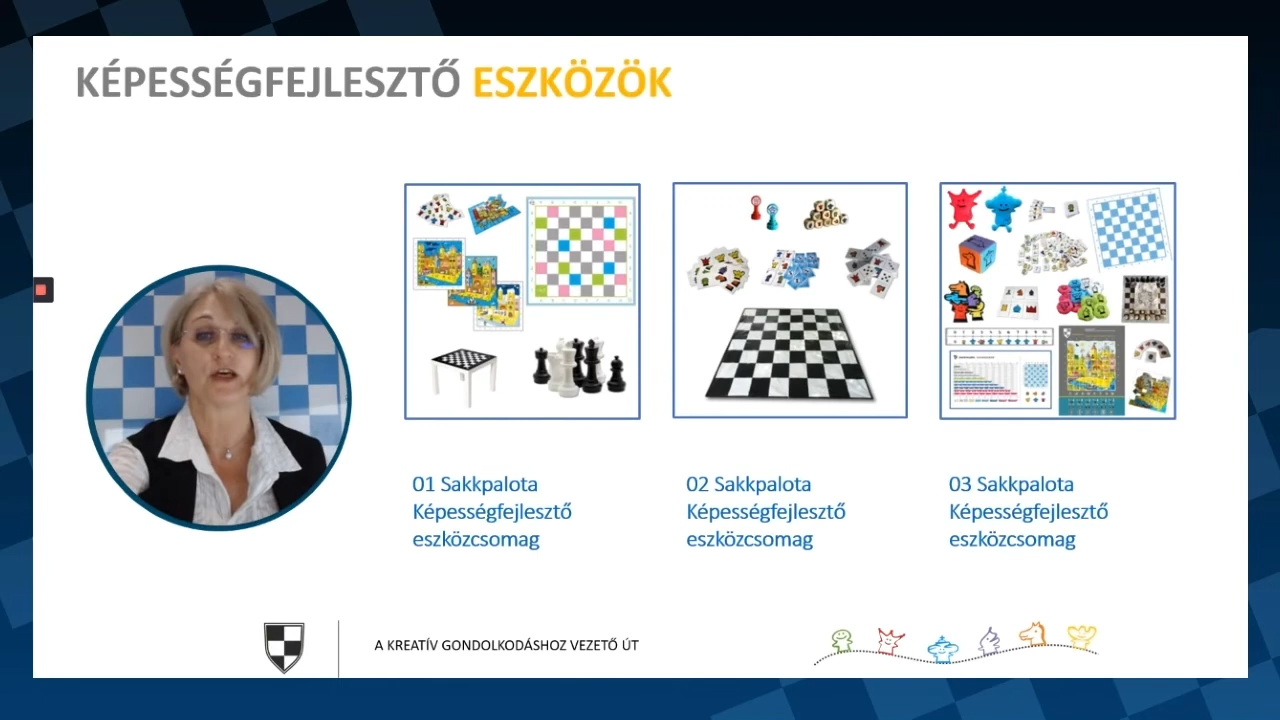 KÉPESSÉGFEJLESZTŐ ESZKÖZÖK
01 Sakkpalota
Képességfejlesztő
eszközcsomag
02 Sakkpalota
Képességfejlesztő
eszközcsomag
03 Sakkpalota
Képességfejlesztő
eszközcsomag
A KREATÍV GONDOLKODÁSHOZ VEZETŐ ÚT